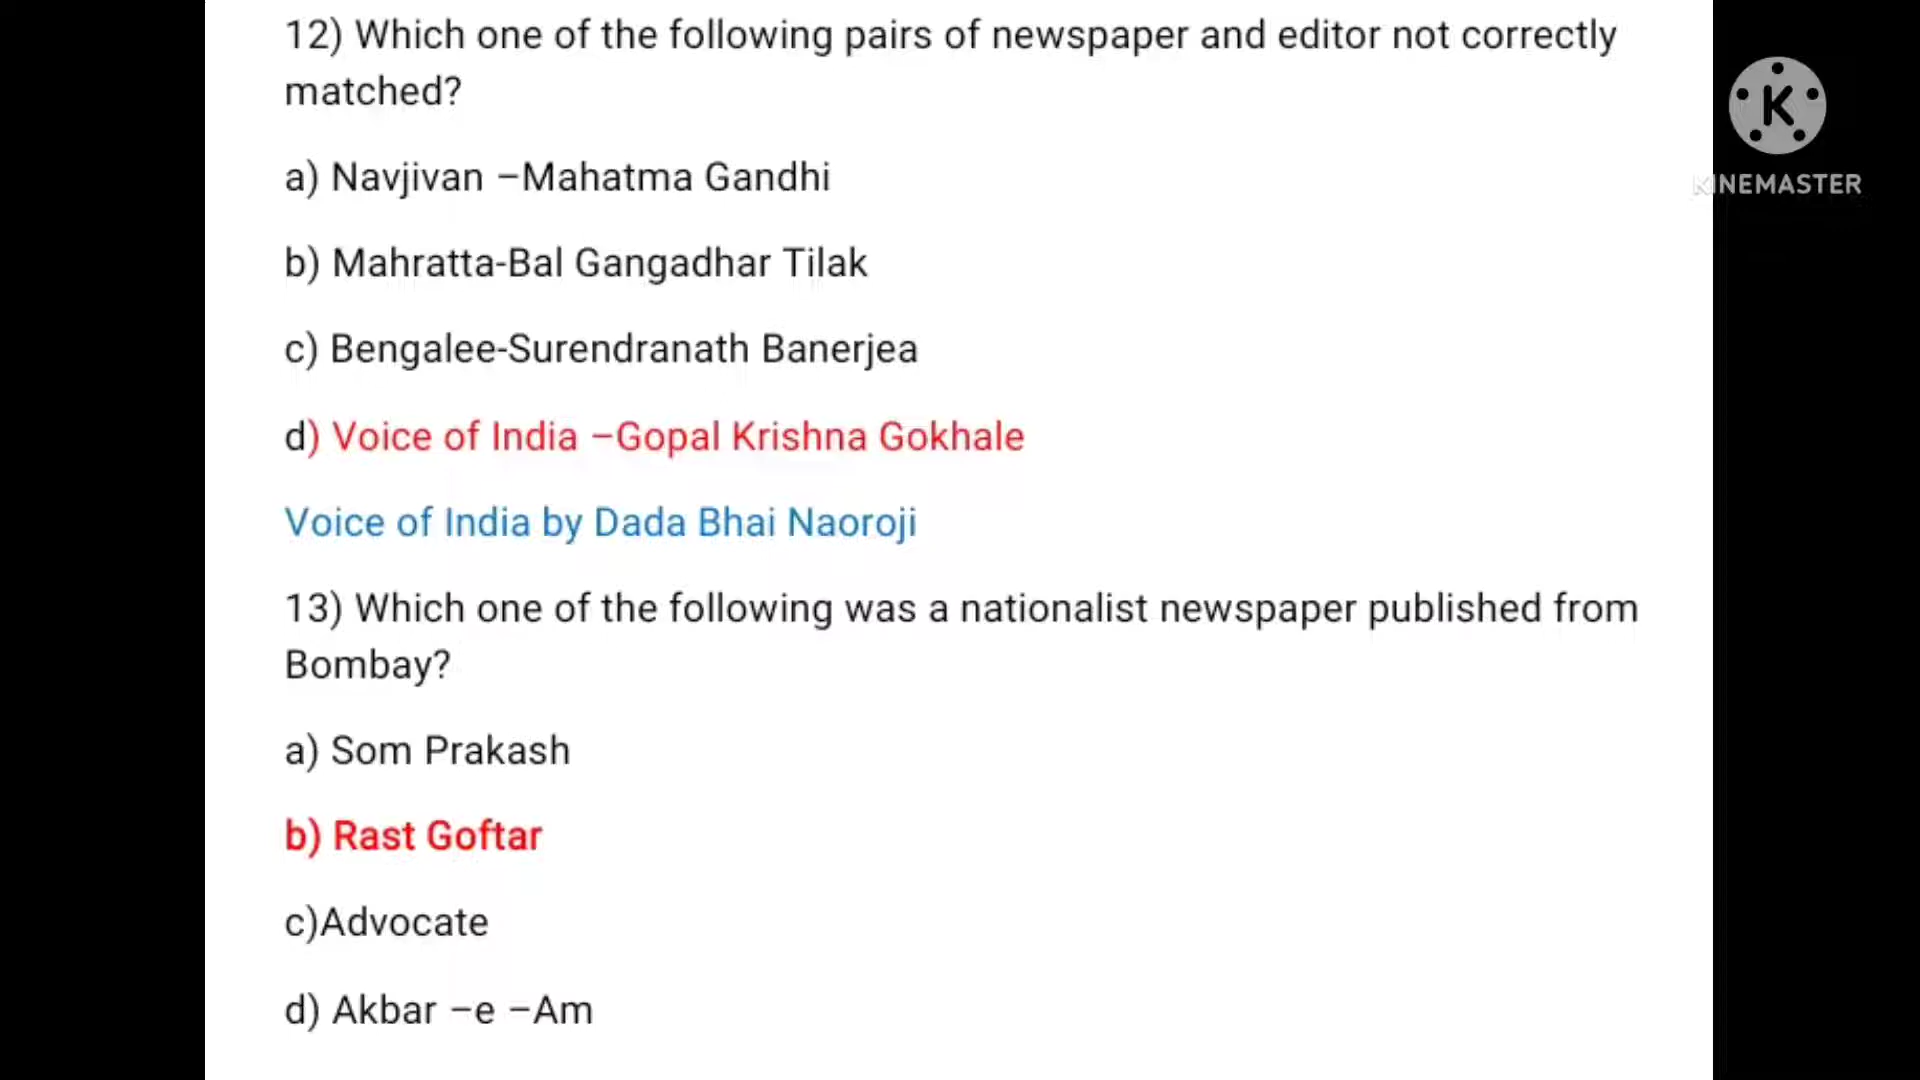 12) Which one of the following pairs of newspaper and editor not correctly
matched?
a) Navjivan –Mahatma Gandhi
b) Mahratta-Bal Gangadhar Tilak
c) Bengalee-Surendranath Banerjea
d) Voice of India –Gopal Krishna Gokhale
Voice of India by Dada Bhai Naoroji
13) Which one of the following was a nationalist newspaper published from
Bombay?
a) Som Prakash
b) Rast Goftar
c)Advocate
d) Akbar –e –Am
K
KINEMASTER